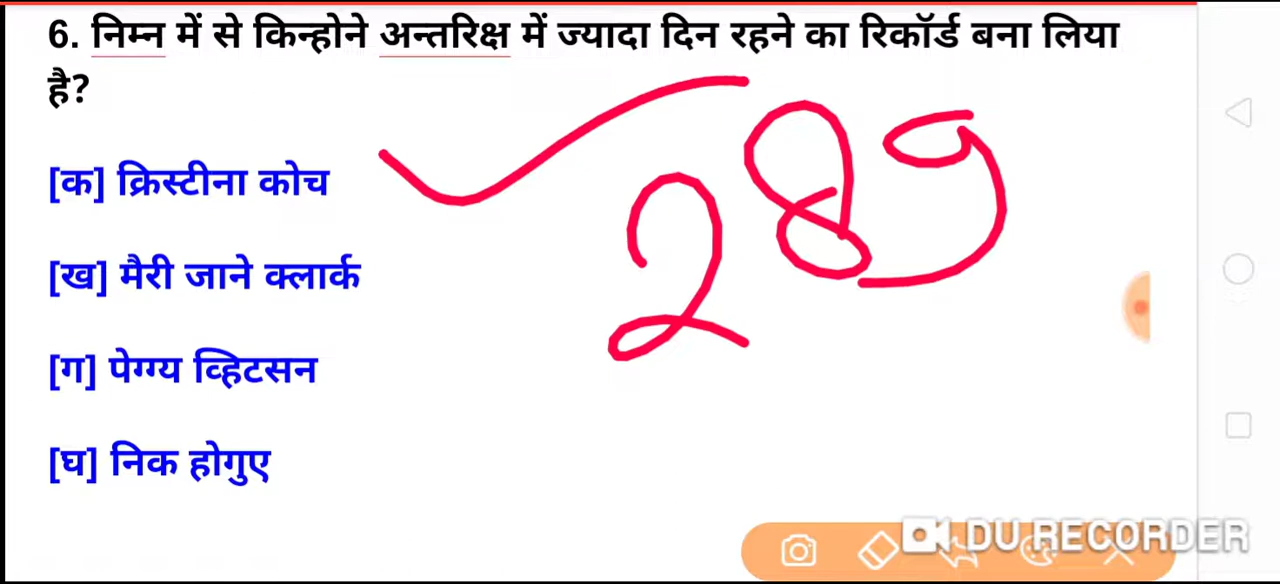 6. निम्न में से किन्होने अन्तरिक्ष में ज्यादा दिन रहने का रिकॉर्ड बना लिया
है?
[क] क्रिस्टीना कोच
289
[ख] मैरी जाने क्लार्क
[ग] पेग्ग्य व्हिटसन
[घ] निक होगुए
DU RECORDER